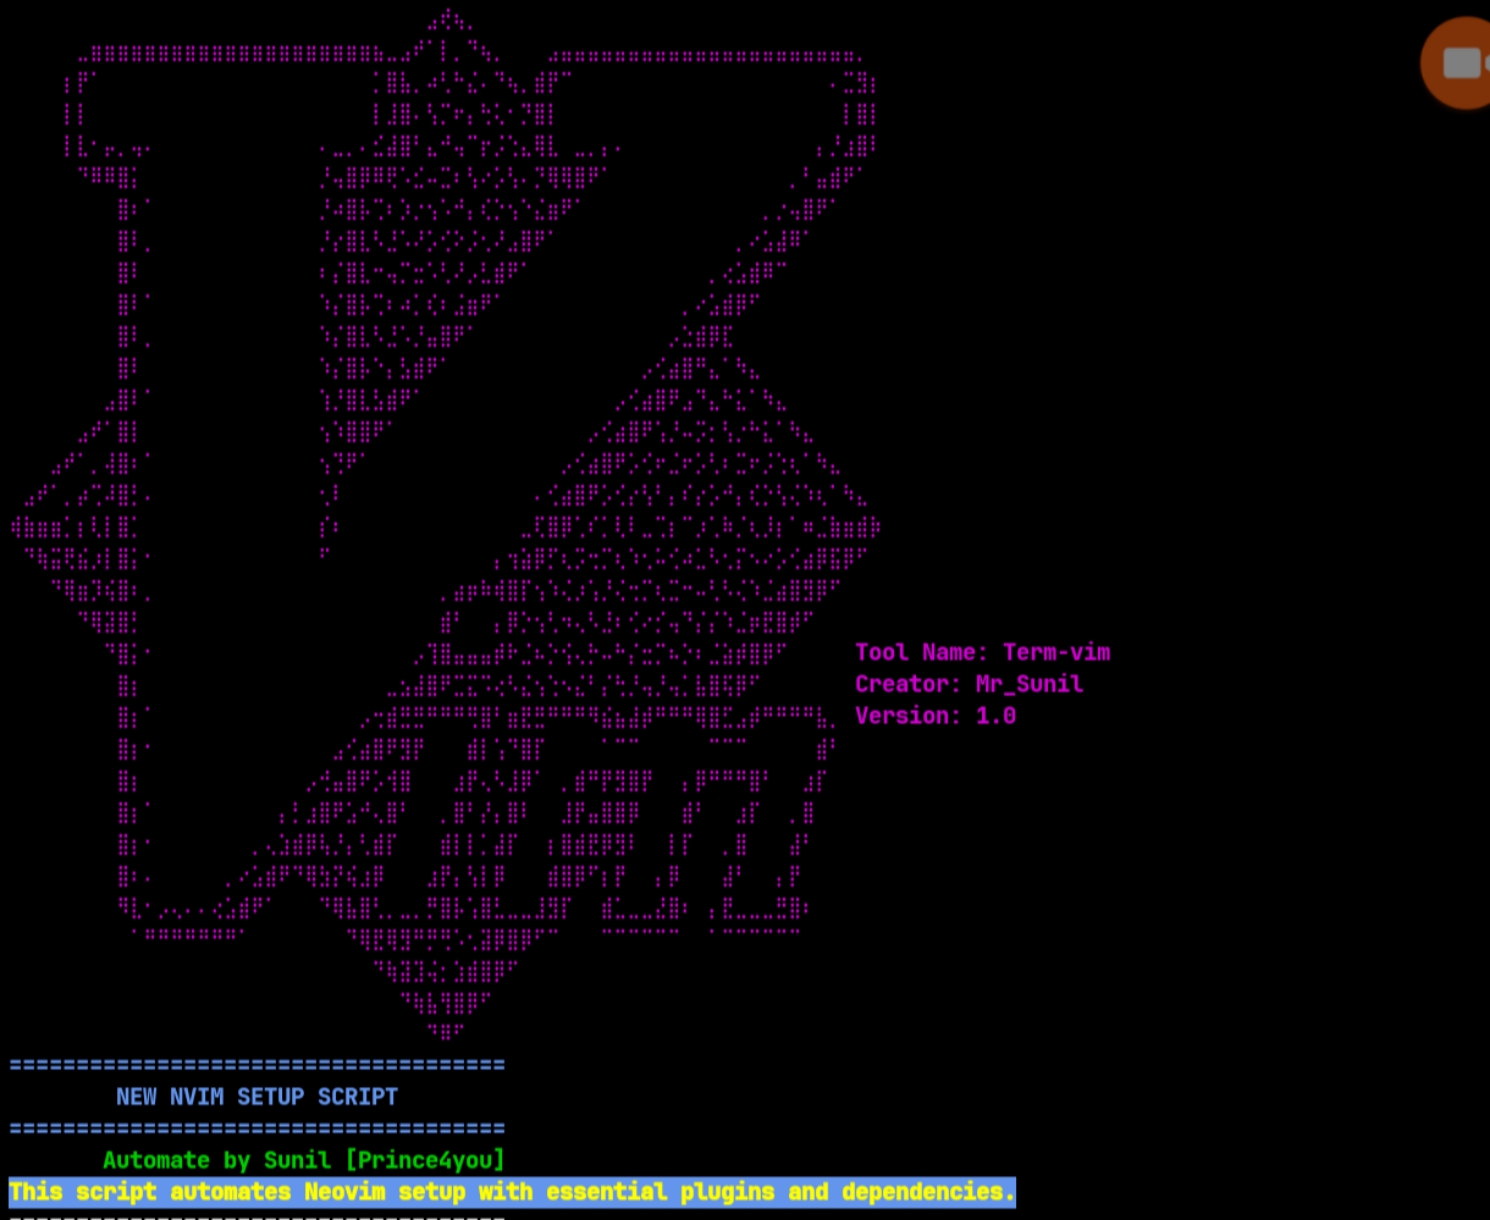 Vim
Tool Name: Term-vim
Creator: Mr_Sunil
Version: 1.0
=====================================
NEW NVIM SETUP SCRIPT
=====================================
Automate by Sunil [Prince4you]
This script automates Neovim setup with essential plugins and dependencies.